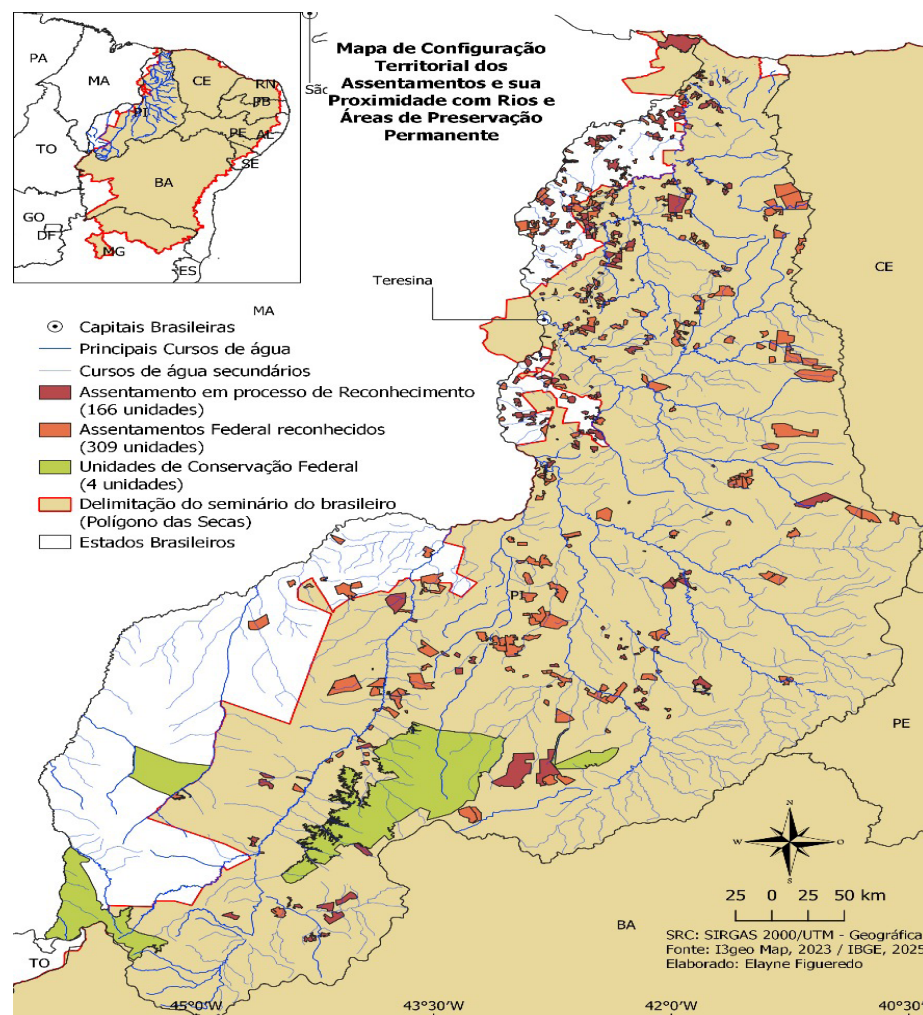 PA
MA
CE
RN
PB
PI
PE
AL
TO
SE
BA
GO
DF
MG
ES
São
Mapa de Configuração
Territorial dos
Assentamentos e sua
Proximidade com Rios e
Áreas de Preservação
Permanente
Teresina
CE
MA
Capitais Brasileiras
Principais Cursos de água
Cursos de água secundários
Assentamento em processo de Reconhecimento
(166 unidades)
Assentamentos Federal reconhecidos
(309 unidades)
Unidades de Conservação Federal
(4 unidades)
Delimitação do seminário do brasileiro
(Polígono das Secas)
Estados Brasileiros
PI
PE
N
W
O
S
25 0 25 50 km
BA
TO
SRC: SIRGAS 2000/UTM - Geográfica
Fonte: I3geo Map, 2023 / IBGE, 2025
Elaborado: Elayne Figueredo
45°0'W 43°30'W 42°0'W 40°30'W